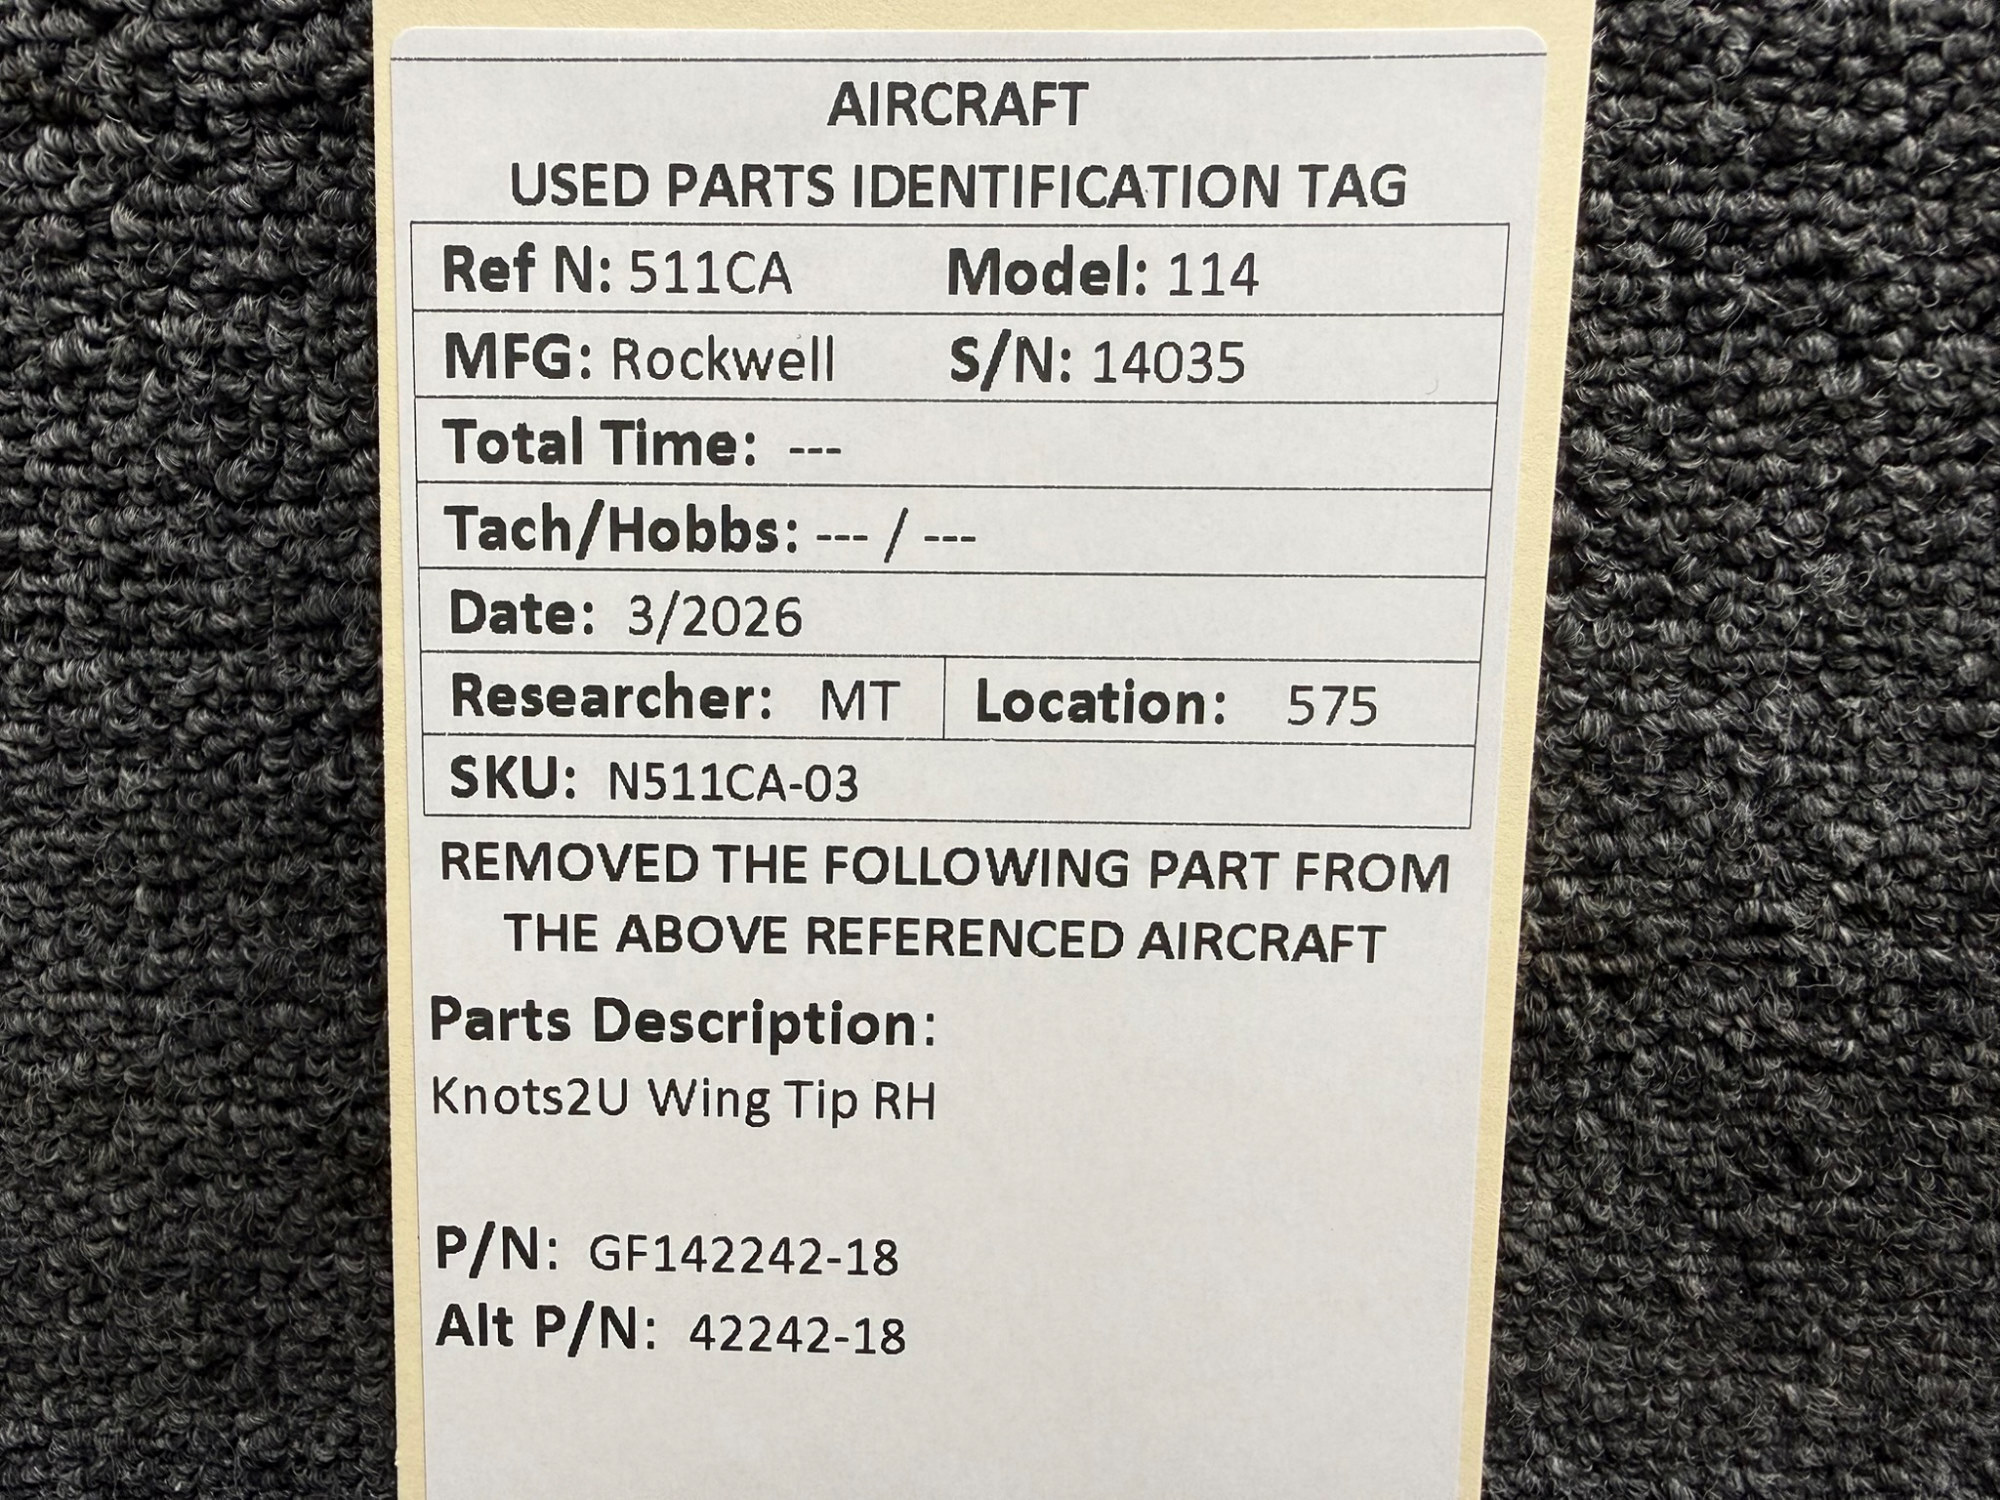 AIRCRAFT
USED PARTS IDENTIFICATION TAG
Ref N: 511CA Model: 114
MFG: Rockwell S/N: 14035
Total Time: ---
Tach/Hobbs: --- / ---
Date: 3/2026
Researcher: MT Location: 575
SKU: N511CA-03
REMOVED THE FOLLOWING PART FROM
THE ABOVE REFERENCED AIRCRAFT
Parts Description:
Knots2U Wing Tip RH
P/N: GF142242-18
Alt P/N: 42242-18